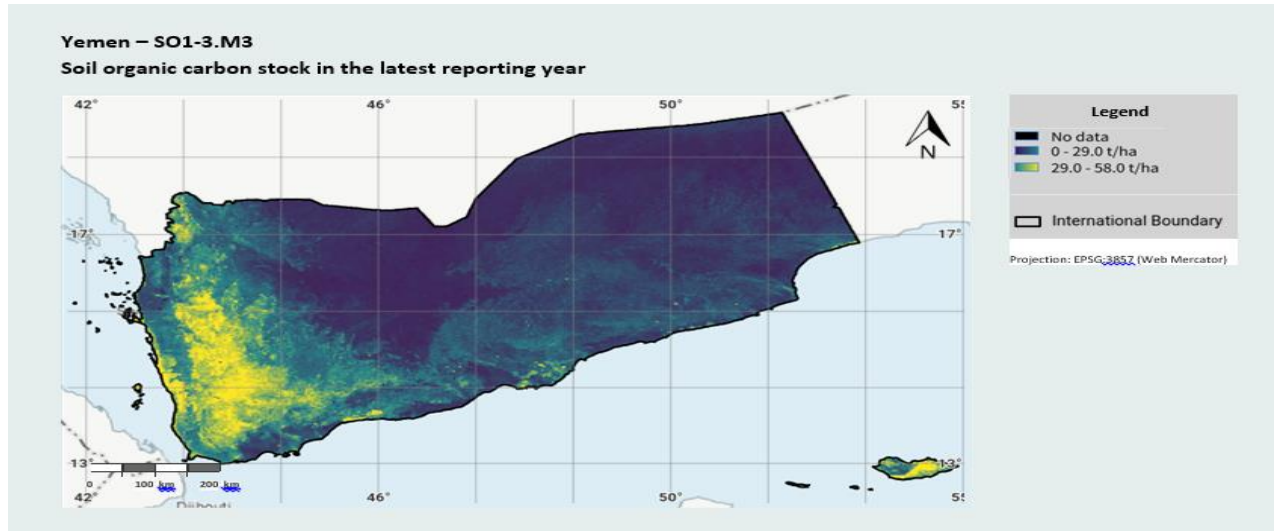 Yemen – SO1-3.M3
Soil organic carbon stock in the latest reporting year
42°
46°
50°
5
N
17°
17°
13°
13°
0
100 km
200 km
42°
46°
50°
5
Djibouti
Legend
No data
0 - 29.0 t/ha
29.0 - 58.0 t/ha
International Boundary
Projection: EPSG:3857 (Web Mercator)